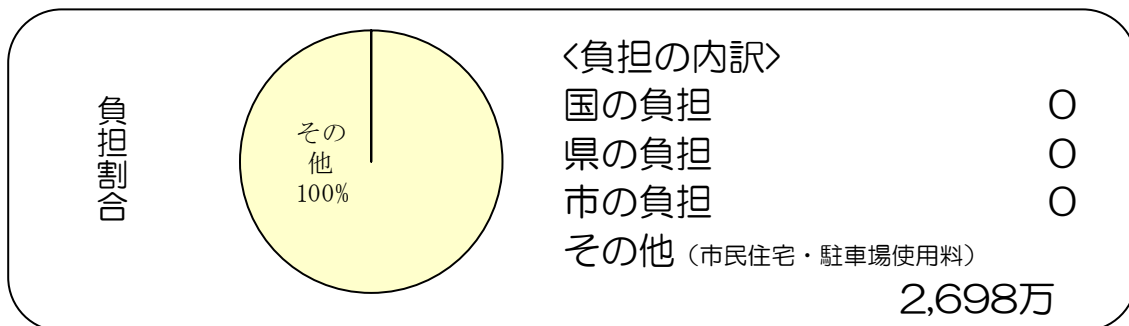 負担割合
その
他
100%
<負担の内訳>
国の負担 0
県の負担 0
市の負担 0
その他（市民住宅・駐車場使用料）
2,698万